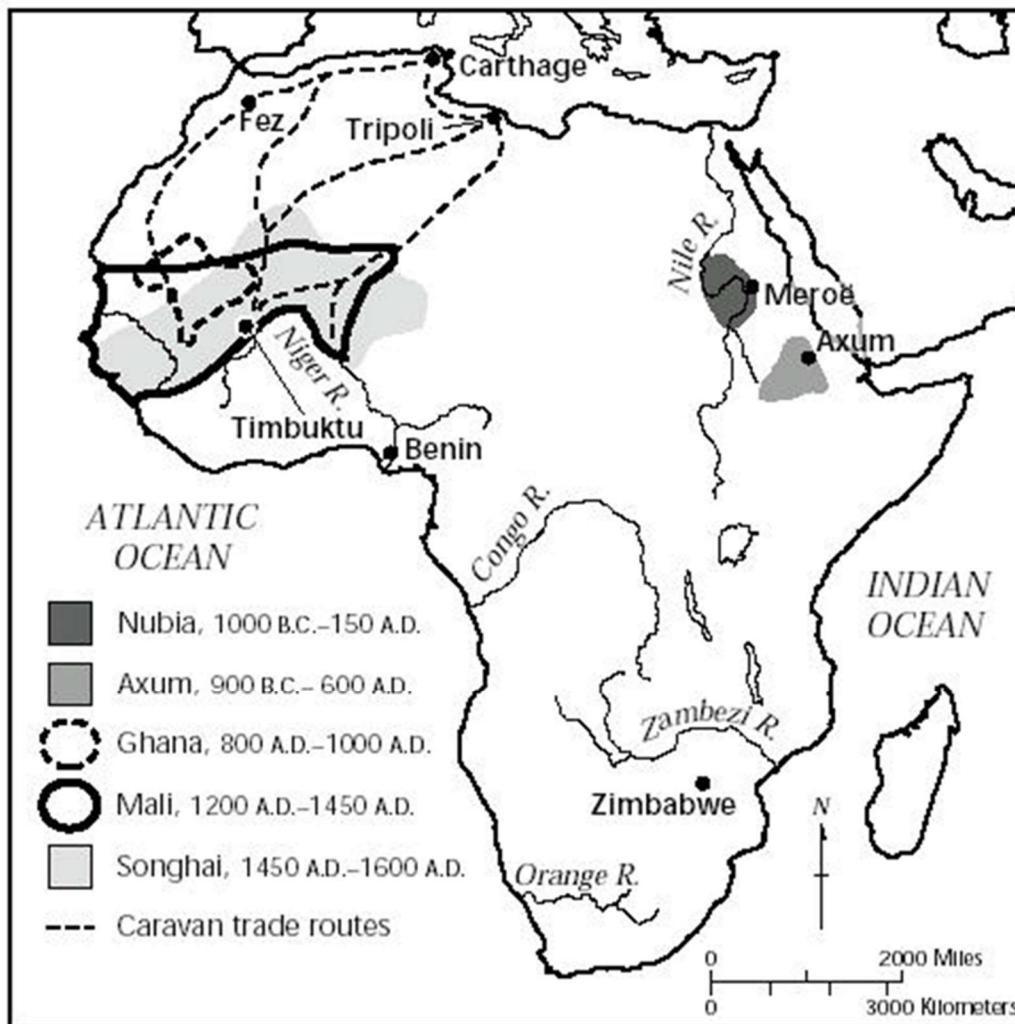 Carthage
Fez
Tripoli
Nile R.
Meroë
Axum
Niger R.
Timbuktu
Benin
ATLANTIC
OCEAN
Congo R.
INDIAN
OCEAN
Nubia, 1000 B.C.–150 A.D.
Axum, 900 B.C.– 600 A.D.
Ghana, 800 A.D.–1000 A.D.
Mali, 1200 A.D.–1450 A.D.
Songhai, 1450 A.D.–1600 A.D.
Caravan trade routes
Zambezi R.
Zimbabwe
N
Orange R.
0 2000 Miles
0 3000 Kilometers